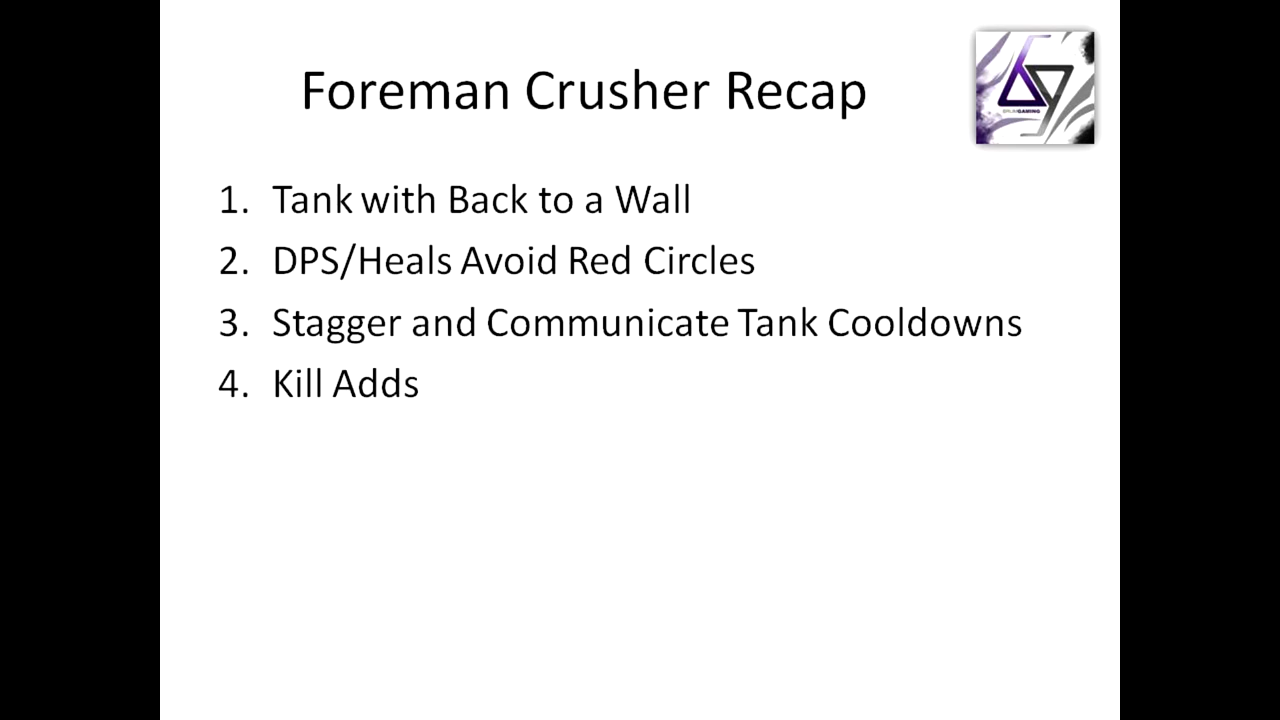 Foreman Crusher Recap
1. Tank with Back to a Wall
2. DPS/Heals Avoid Red Circles
3. Stagger and Communicate Tank Cooldowns
4. Kill Adds